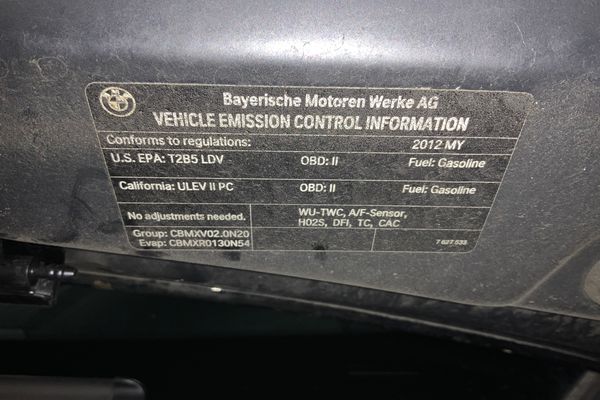 Bayerische Motoren Werke AG
VEHICLE EMISSION CONTROL INFORMATION
Conforms to regulations: 2012 MY
U.S. EPA: T2B5 LDV OBD: II Fuel: Gasoline
California: ULEV II PC OBD: II Fuel: Gasoline
No adjustments needed. WU-TWC, A/F-Sensor,
HO2S, DFI, TC, CAC
Group: CBMXV02.0N20
Evap: CBMXR0130N54 7 627 533